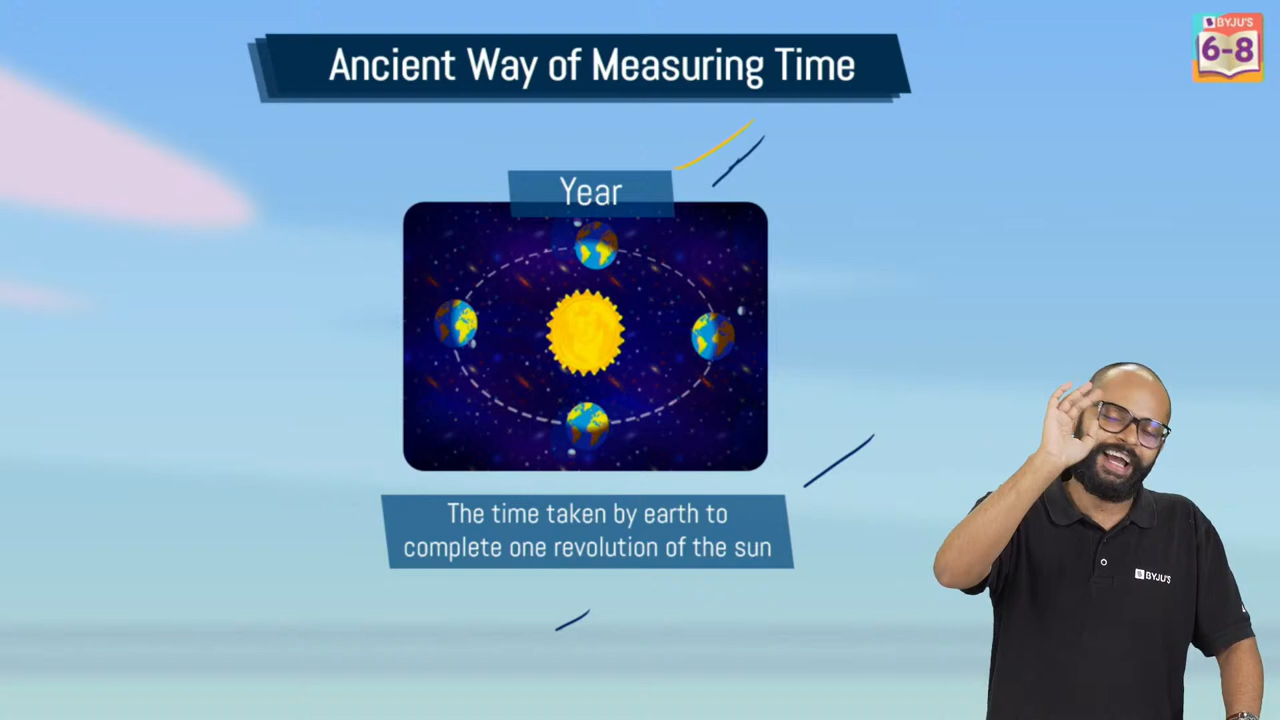 BYJU'S
6-8
Ancient Way of Measuring Time
Year
The time taken by earth to
complete one revolution of the sun
BYJU'S